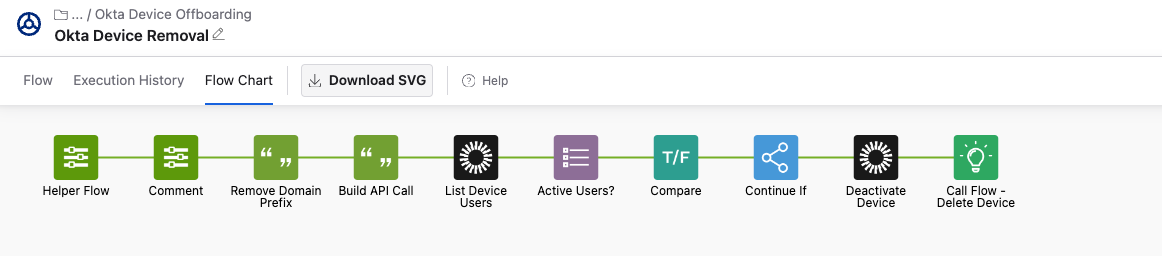 ... / Okta Device Offboarding
Okta Device Removal
Flow
Execution History
Flow Chart
Download SVG
Help
“ ”
“ ”
T/F
Helper Flow
Comment
Remove Domain
Prefix
Build API Call
List Device
Users
Active Users?
Compare
Continue If
Deactivate
Device
Call Flow -
Delete Device